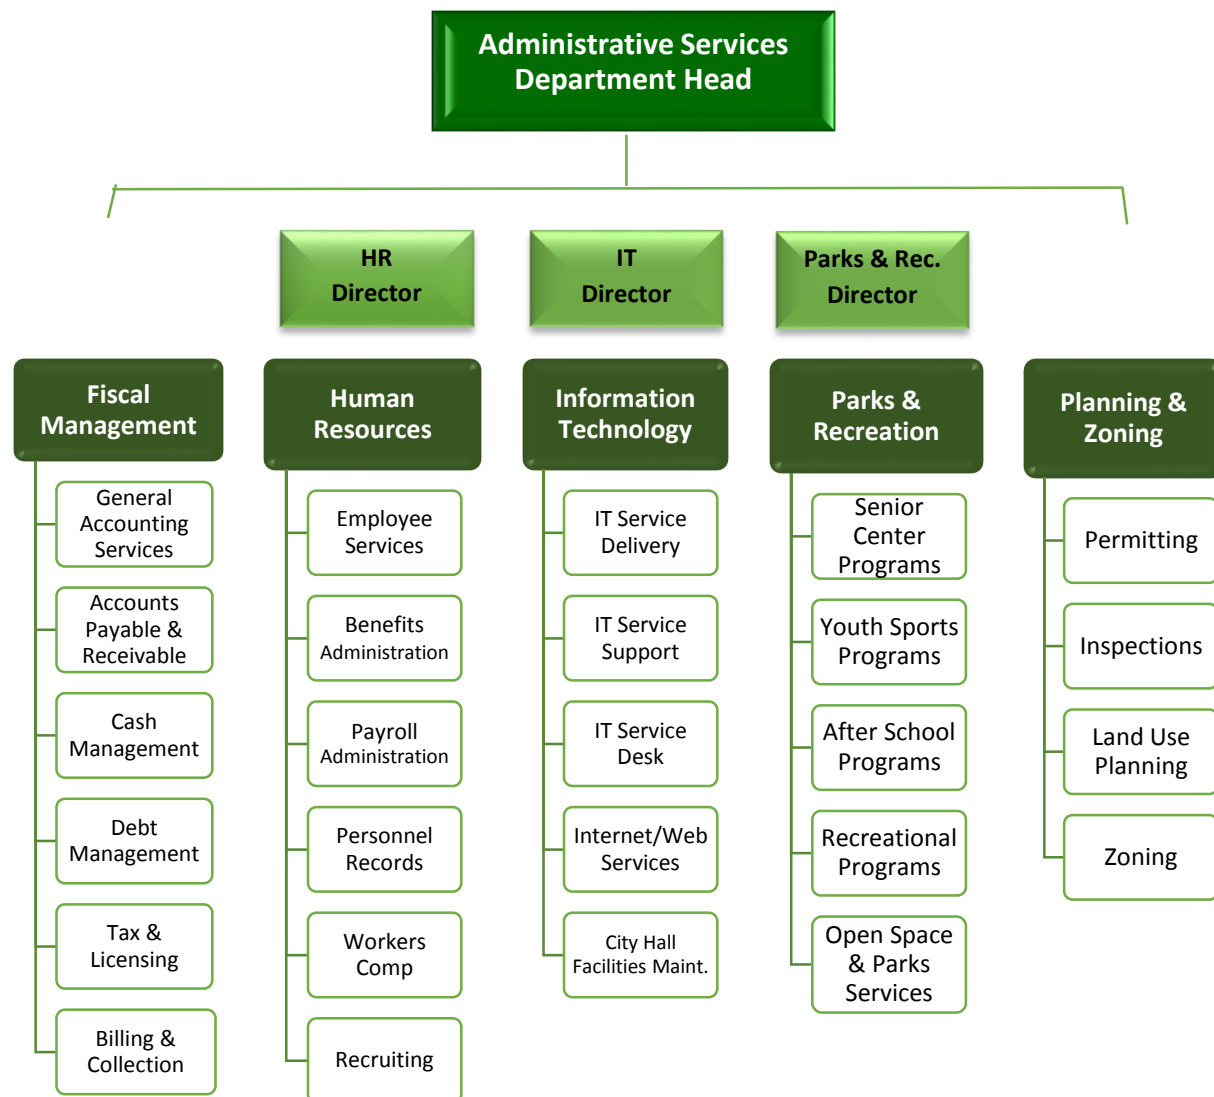 Administrative Services
Department Head
HR
Director
IT
Director
Parks & Rec.
Director
Fiscal
Management
General
Accounting
Services
Accounts
Payable &
Receivable
Cash
Management
Debt
Management
Tax &
Licensing
Billing &
Collection
Human
Resources
Employee
Services
Benefits
Administration
Payroll
Administration
Personnel
Records
Workers
Comp
Recruiting
Information
Technology
IT Service
Delivery
IT Service
Support
IT Service
Desk
Internet/Web
Services
City Hall
Facilities Maint.
Parks &
Recreation
Senior
Center
Programs
Youth Sports
Programs
After School
Programs
Recreational
Programs
Open Space
& Parks
Services
Planning &
Zoning
Permitting
Inspections
Land Use
Planning
Zoning